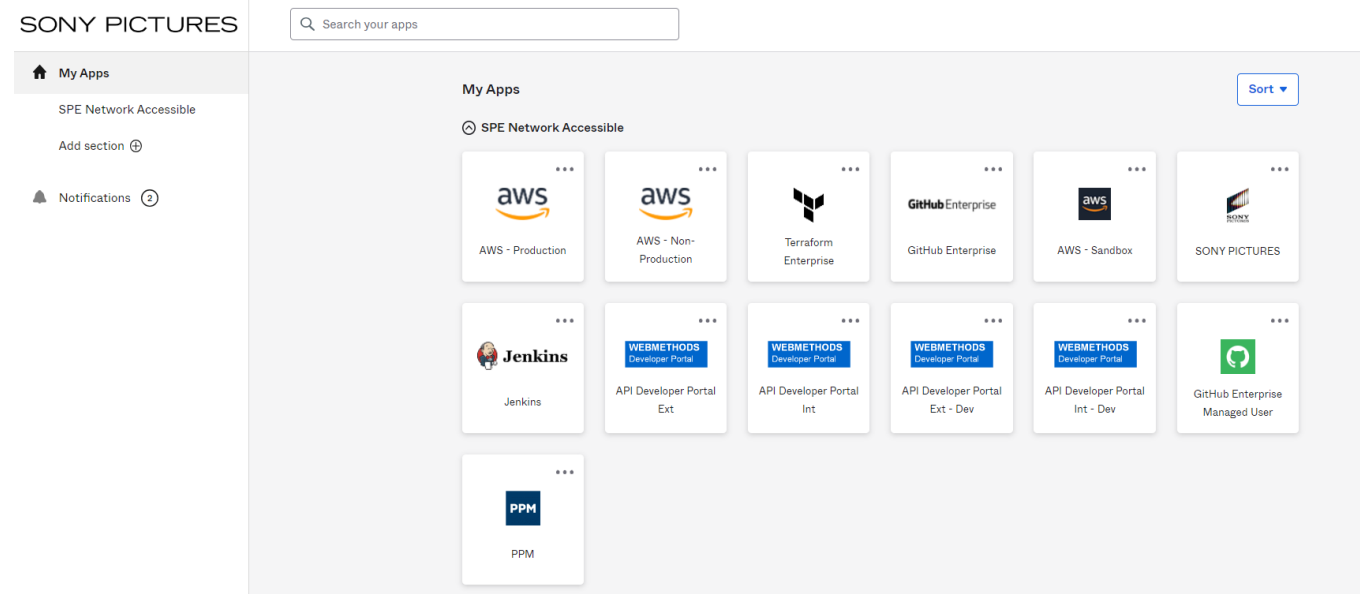 SONY PICTURES
Search your apps
My Apps
SPE Network Accessible
Add section
Notifications 2
My Apps
Sort
SPE Network Accessible
aws
AWS - Production
aws
AWS - Non-
Production
Terraform
Enterprise
GitHub Enterprise
GitHub Enterprise
aws
AWS - Sandbox
SONY
PICTURES
SONY PICTURES
Jenkins
Jenkins
WEBMETHODS
Developer Portal
API Developer Portal
Ext
WEBMETHODS
Developer Portal
API Developer Portal
Int
WEBMETHODS
Developer Portal
API Developer Portal
Ext - Dev
WEBMETHODS
Developer Portal
API Developer Portal
Int - Dev
GitHub Enterprise
Managed User
PPM
PPM